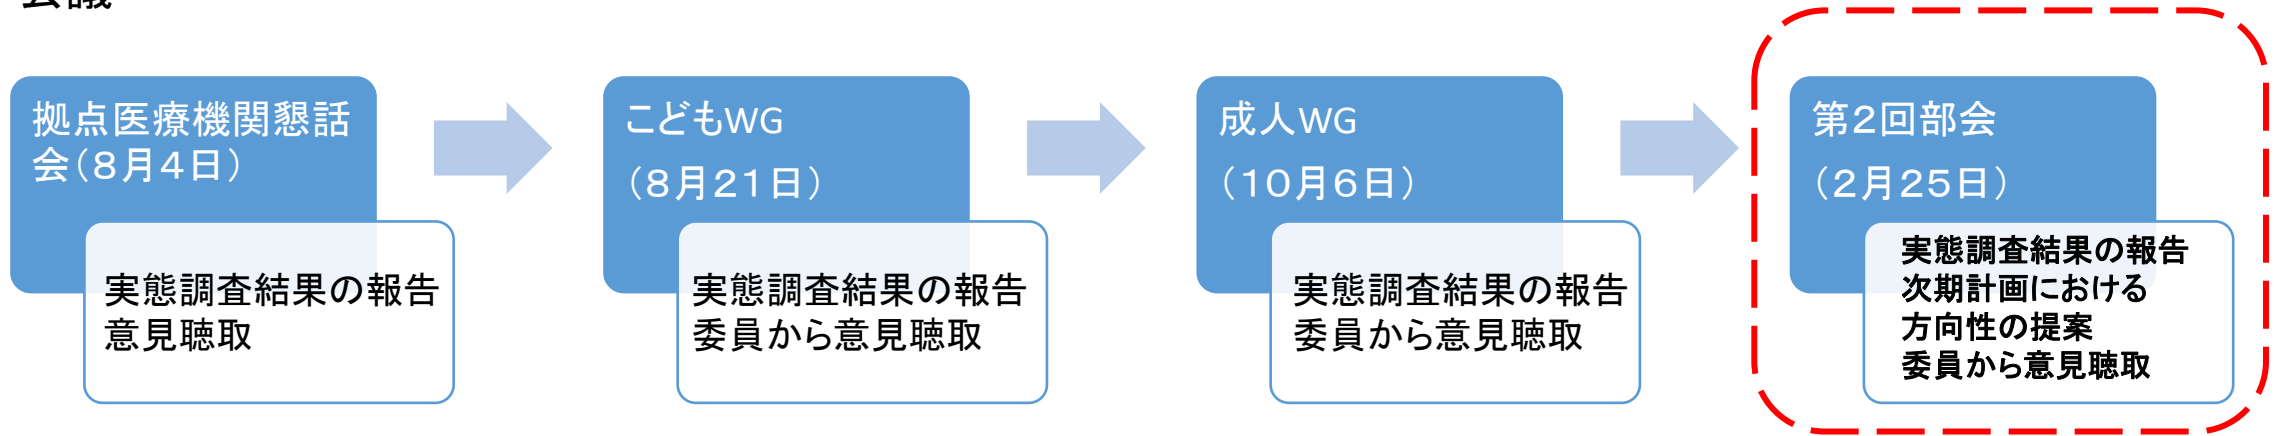 会議
拠点医療機関懇話
会（8月4日）
実態調査結果の報告
意見聴取
こどもWG
（8月21日）
実態調査結果の報告
委員から意見聴取
成人WG
（10月6日）
実態調査結果の報告
委員から意見聴取
第2回部会
（2月25日）
実態調査結果の報告
次期計画における
方向性の提案
委員から意見聴取